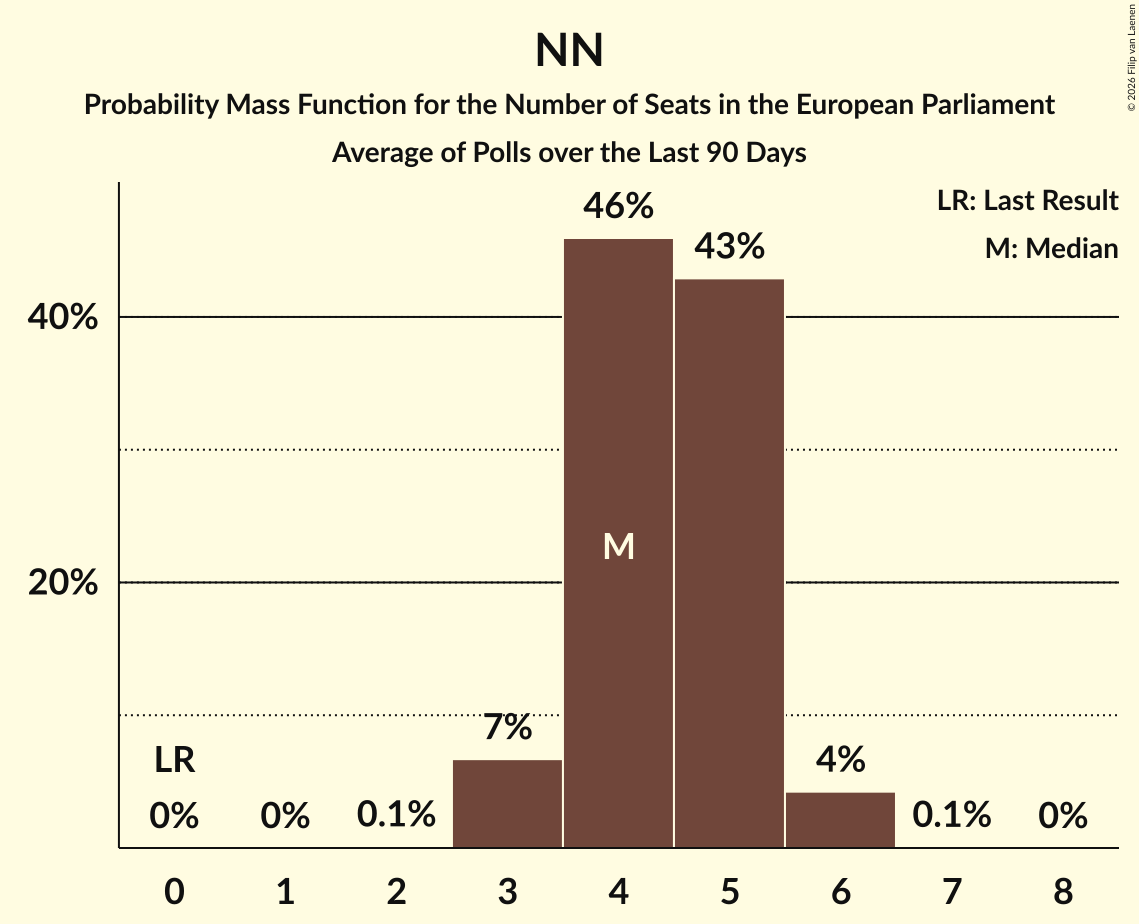 NN
Probability Mass Function for the Number of Seats in the European Parliament
Average of Polls over the Last 90 Days
© 2026 Filip van Laenen
LR: Last Result
M: Median
46%
43%
40%
M
20%
7%
LR
4%
0%
0%
0.1%
0.1%
0%
0
1
2
3
4
5
6
7
8